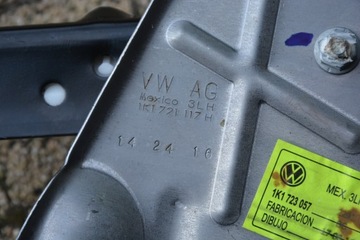 VW AG
Mexico 3LH
1K1 721 117 H
14 24 16
1K1 723 057
MEX. 3L
FABRICACION
DIBUJO